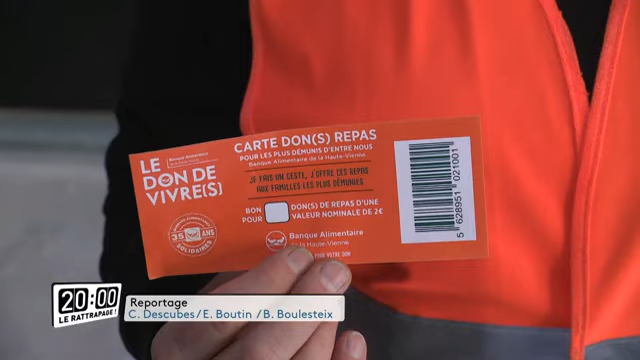 LE
DON DE
VIVRE(S)
Banque Alimentaire
CARTE DON(S) REPAS
POUR LES PLUS DÉMUNIS D'ENTRE NOUS
Banque Alimentaire de la Haute-Vienne
JE FAIS UN GESTE, J'OFFRE CES REPAS
AUX FAMILLES LES PLUS DÉMUNIES
BON
POUR
DON(S) DE REPAS D'UNE
VALEUR NOMINALE DE 2€
35 ANS
SOLIDAIRES
Banque Alimentaire
de la Haute-Vienne
POUR VOTRE DON
5 628951 021001
20:00
LE RATTRAPAGE !
Reportage
C. Descubes / E. Boutin / B. Boulesteix